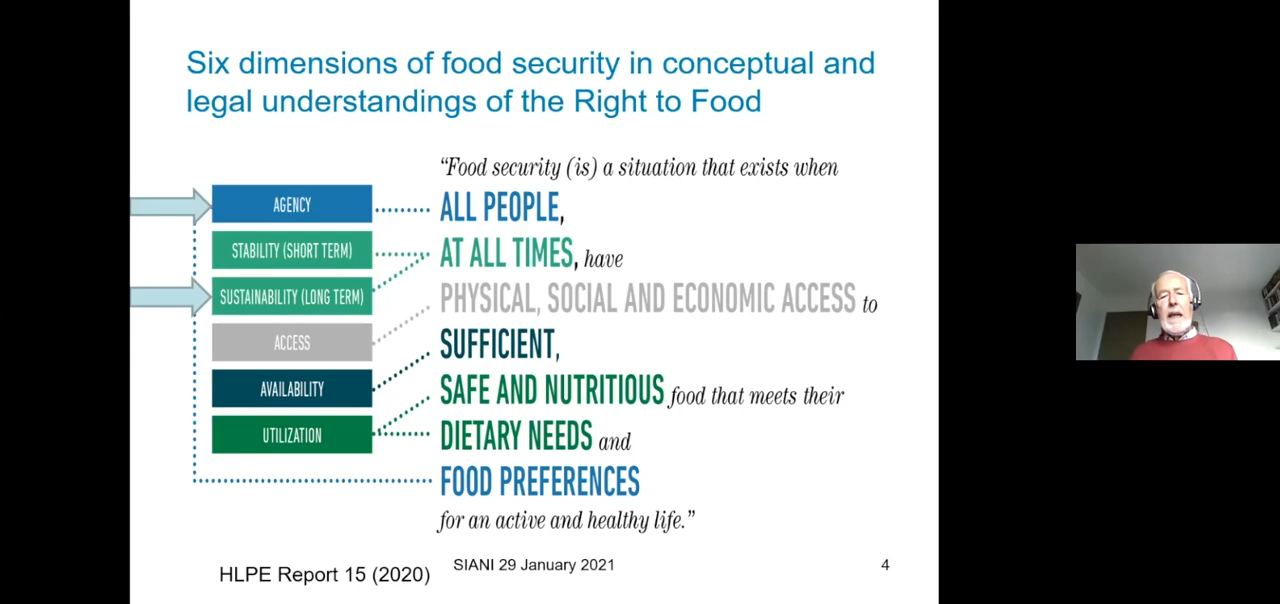 Six dimensions of food security in conceptual and
legal understandings of the Right to Food
“Food security (is) a situation that exists when
AGENCY
ALL PEOPLE,
STABILITY (SHORT TERM)
AT ALL TIMES, have
SUSTAINABILITY (LONG TERM)
PHYSICAL, SOCIAL AND ECONOMIC ACCESS to
ACCESS
SUFFICIENT,
AVAILABILITY
SAFE AND NUTRITIOUS food that meets their
UTILIZATION
DIETARY NEEDS and
FOOD PREFERENCES
for an active and healthy life.”
HLPE Report 15 (2020)
SIANI 29 January 2021
4